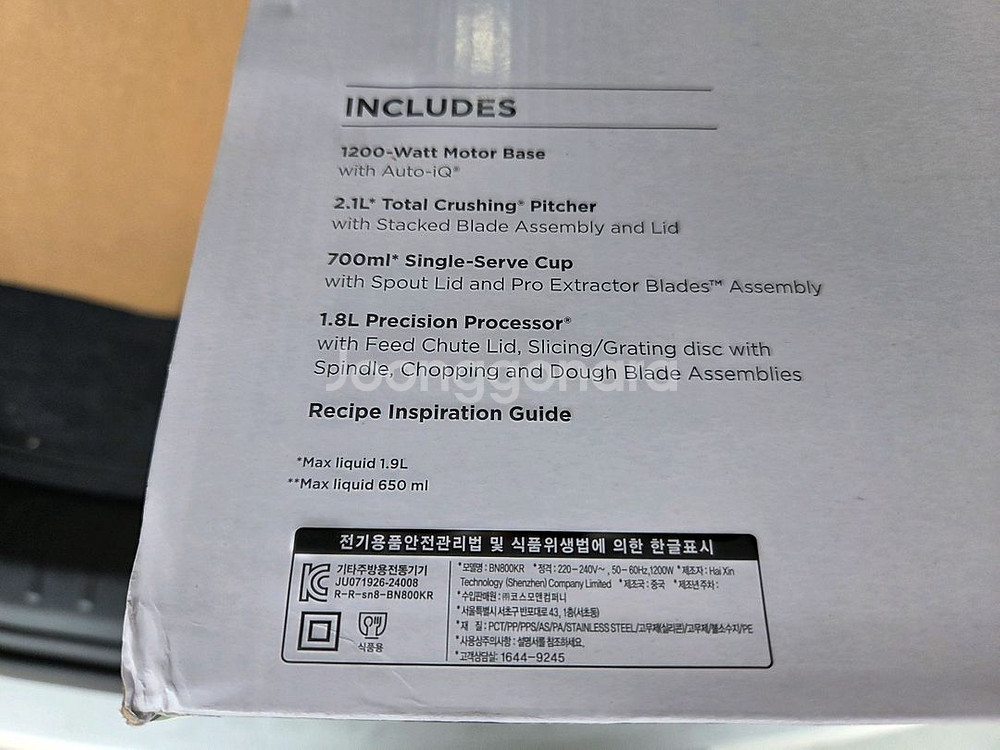 INCLUDES
1200-Watt Motor Base
with Auto-iQ®
2.1L* Total Crushing® Pitcher
with Stacked Blade Assembly and Lid
700ml* Single-Serve Cup
with Spout Lid and Pro Extractor Blades™ Assembly
1.8L Precision Processor®
with Feed Chute Lid, Slicing/Grating disc with
Spindle, Chopping and Dough Blade Assemblies
Joonggonara
Recipe Inspiration Guide
*Max liquid 1.9L
**Max liquid 650 ml
전기용품안전관리법 및 식품위생법에 의한 한글표시
기타주방용전동기기
JU071926-24008
R-R-sn8-BN800KR
식품용
*모델명 : BN800KR *정격 : 220-240V~, 50-60Hz, 1200W *제조자 : Hai Xin
Technology (Shenzhen) Company Limited *제조국 : 중국 *제조년주차 :
*수입판매원 : ㈜코스모앤컴퍼니
*서울특별시 서초구 반포대로 43, 1층(서초동)
*재 질 : PCT/PP/PPS/AS/PA/STAINLESS STEEL/고무제(실리콘)/고무제/불소수지/PE
*사용상주의사항 : 설명서를 참조하세요.
*고객상담실: 1644-9245